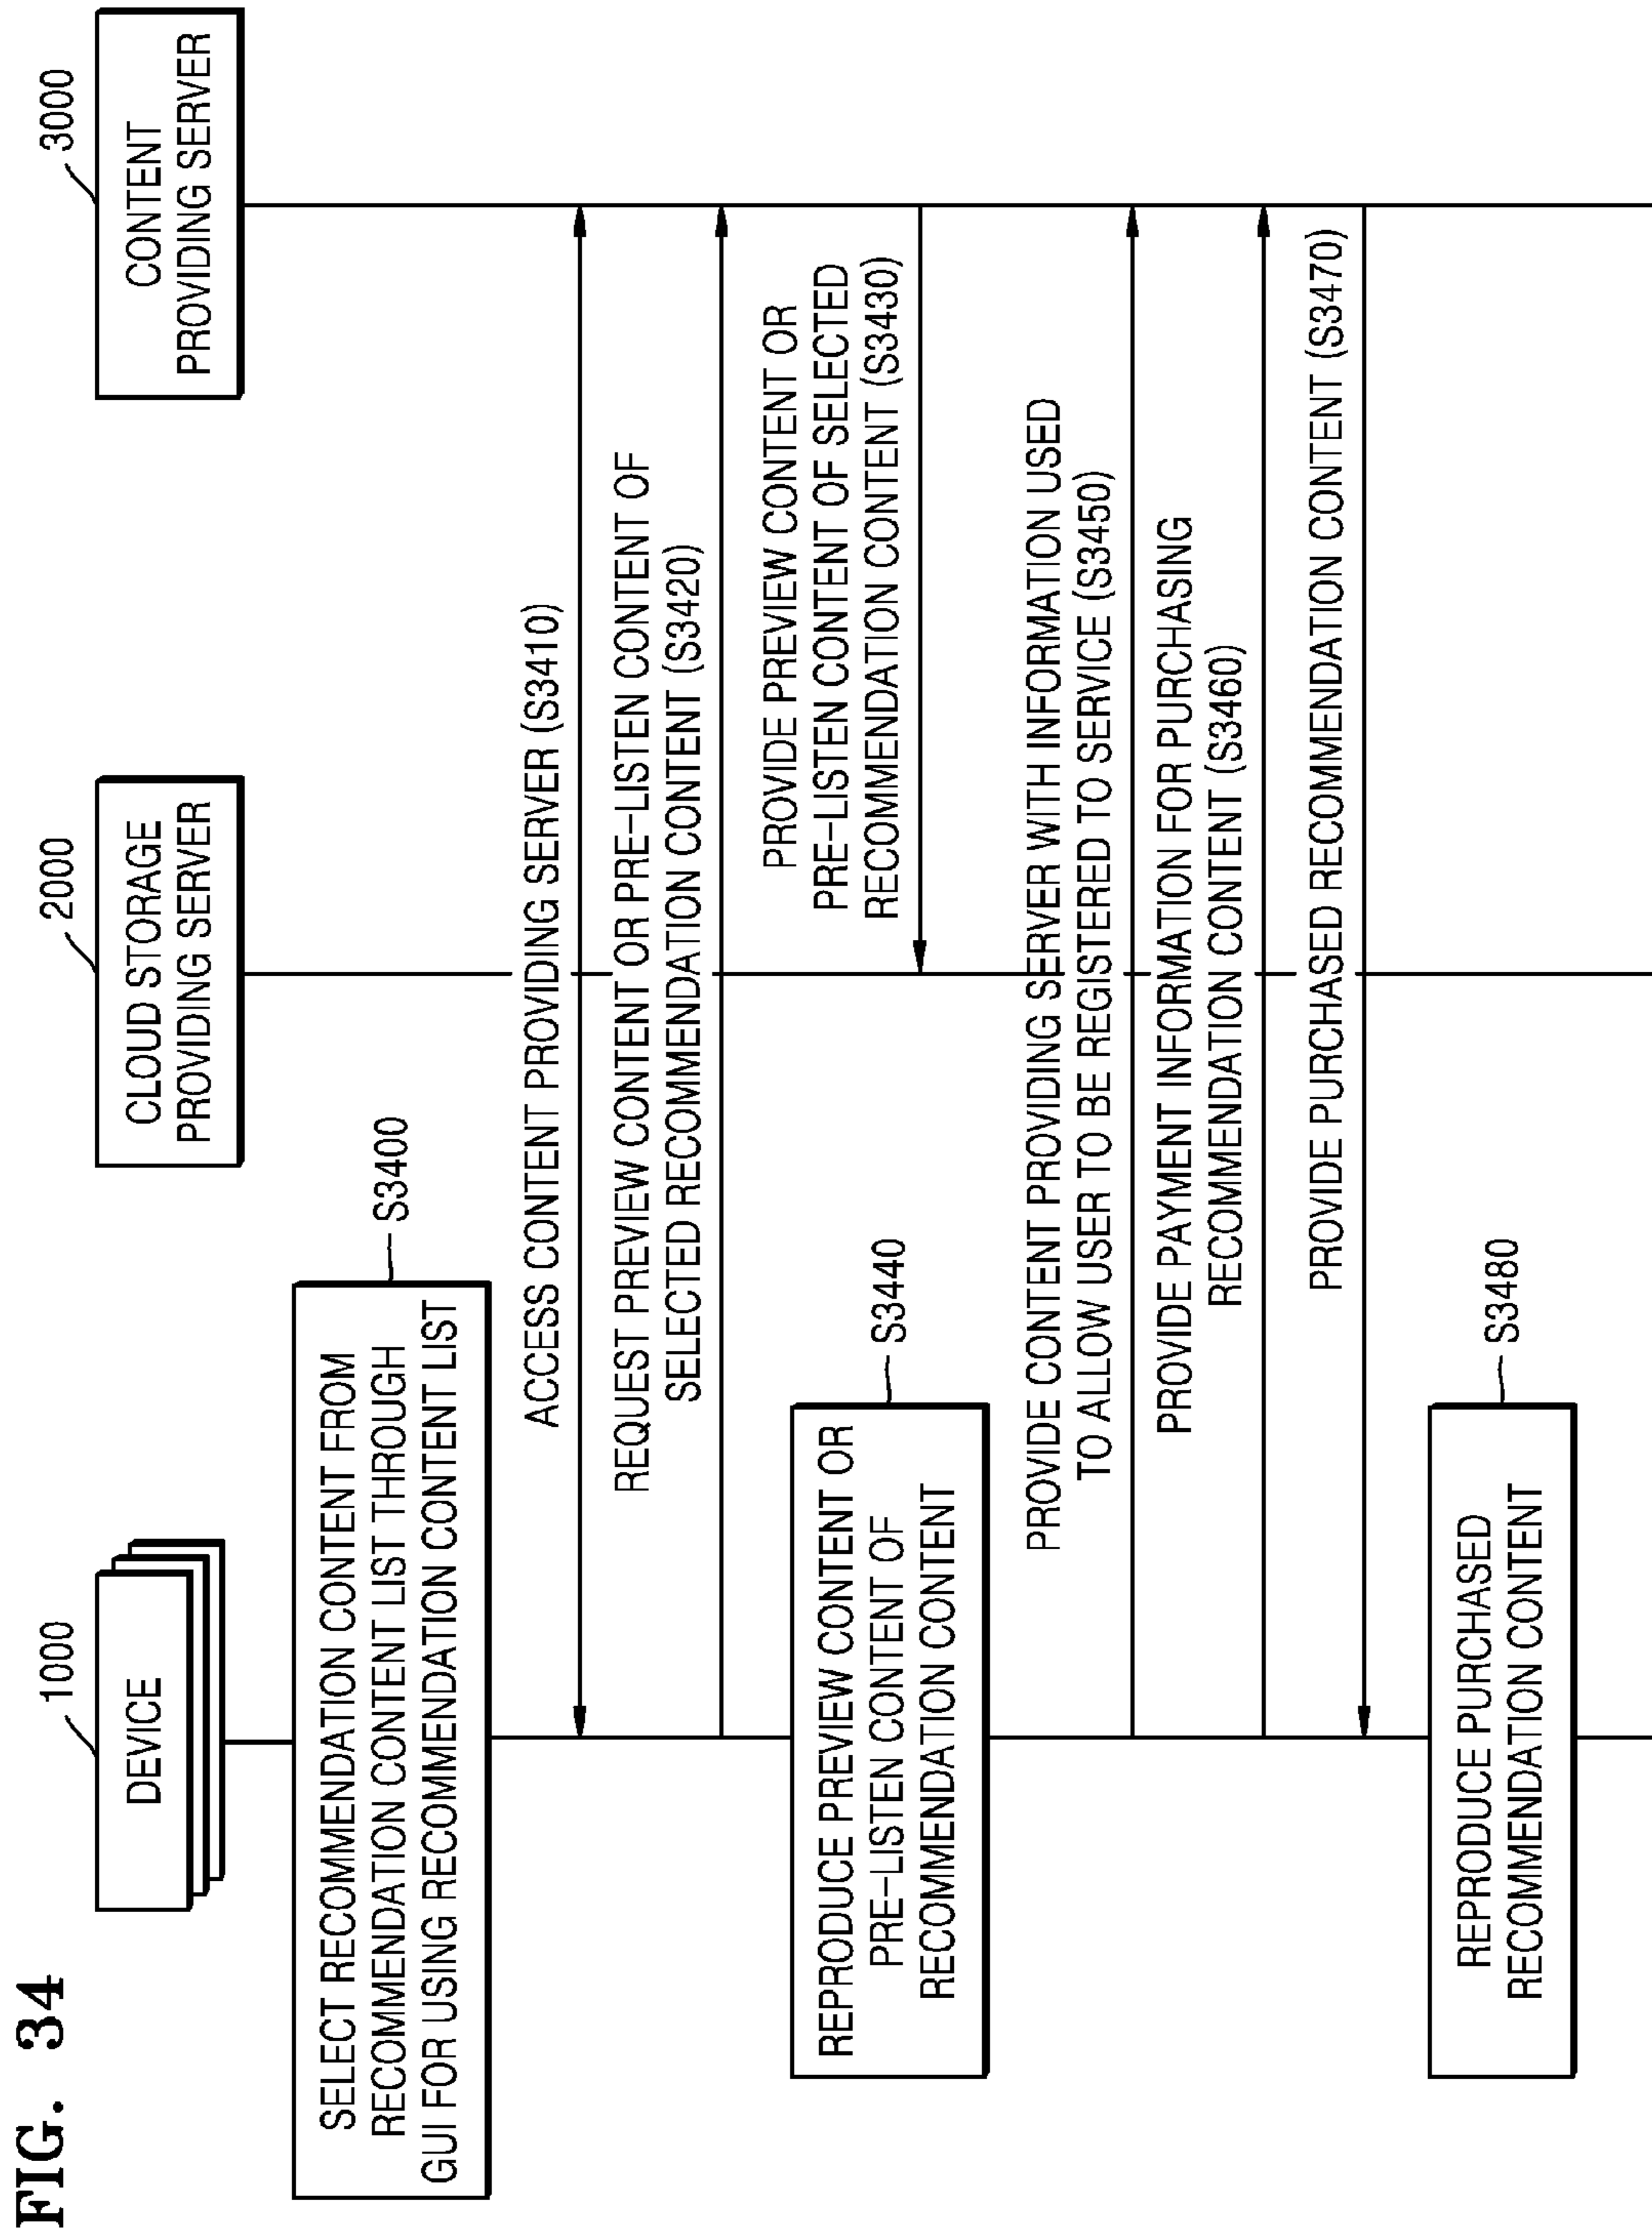 FIG. 34
1000
DEVICE
2000
CLOUD STORAGE
PROVIDING SERVER
3000
CONTENT
PROVIDING SERVER
SELECT RECOMMENDATION CONTENT FROM
RECOMMENDATION CONTENT LIST THROUGH
GUI FOR USING RECOMMENDATION CONTENT LIST
S3400
ACCESS CONTENT PROVIDING SERVER (S3410)
REQUEST PREVIEW CONTENT OR PRE-LISTEN CONTENT OF
SELECTED RECOMMENDATION CONTENT (S3420)
PROVIDE PREVIEW CONTENT OR
PRE-LISTEN CONTENT OF SELECTED
RECOMMENDATION CONTENT (S3430)
REPRODUCE PREVIEW CONTENT OR
PRE-LISTEN CONTENT OF
RECOMMENDATION CONTENT
S3440
PROVIDE CONTENT PROVIDING SERVER WITH INFORMATION USED
TO ALLOW USER TO BE REGISTERED TO SERVICE (S3450)
PROVIDE PAYMENT INFORMATION FOR PURCHASING
RECOMMENDATION CONTENT (S3460)
PROVIDE PURCHASED RECOMMENDATION CONTENT (S3470)
REPRODUCE PURCHASED
RECOMMENDATION CONTENT
S3480